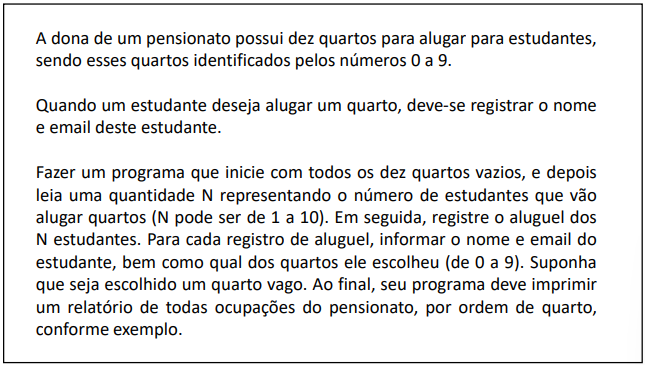 A dona de um pensionato possui dez quartos para alugar para estudantes,
sendo esses quartos identificados pelos números 0 a 9.
Quando um estudante deseja alugar um quarto, deve-se registrar o nome
e email deste estudante.
Fazer um programa que inicie com todos os dez quartos vazios, e depois
leia uma quantidade N representando o número de estudantes que vão
alugar quartos (N pode ser de 1 a 10). Em seguida, registre o aluguel dos
N estudantes. Para cada registro de aluguel, informar o nome e email do
estudante, bem como qual dos quartos ele escolheu (de 0 a 9). Suponha
que seja escolhido um quarto vago. Ao final, seu programa deve imprimir
um relatório de todas ocupações do pensionato, por ordem de quarto,
conforme exemplo.